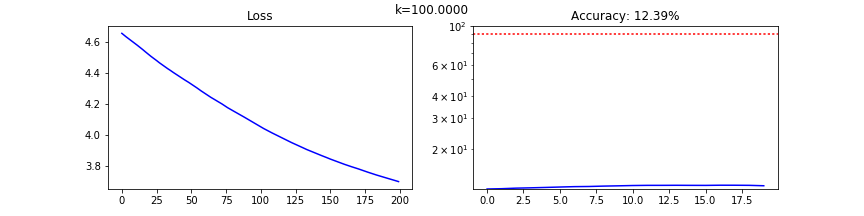 k=100.0000
Loss
4.6
4.4
4.2
4.0
3.8
0 25 50 75 100 125 150 175 200
Accuracy: 12.39%
10²
6 × 10¹
4 × 10¹
3 × 10¹
2 × 10¹
0.0 2.5 5.0 7.5 10.0 12.5 15.0 17.5